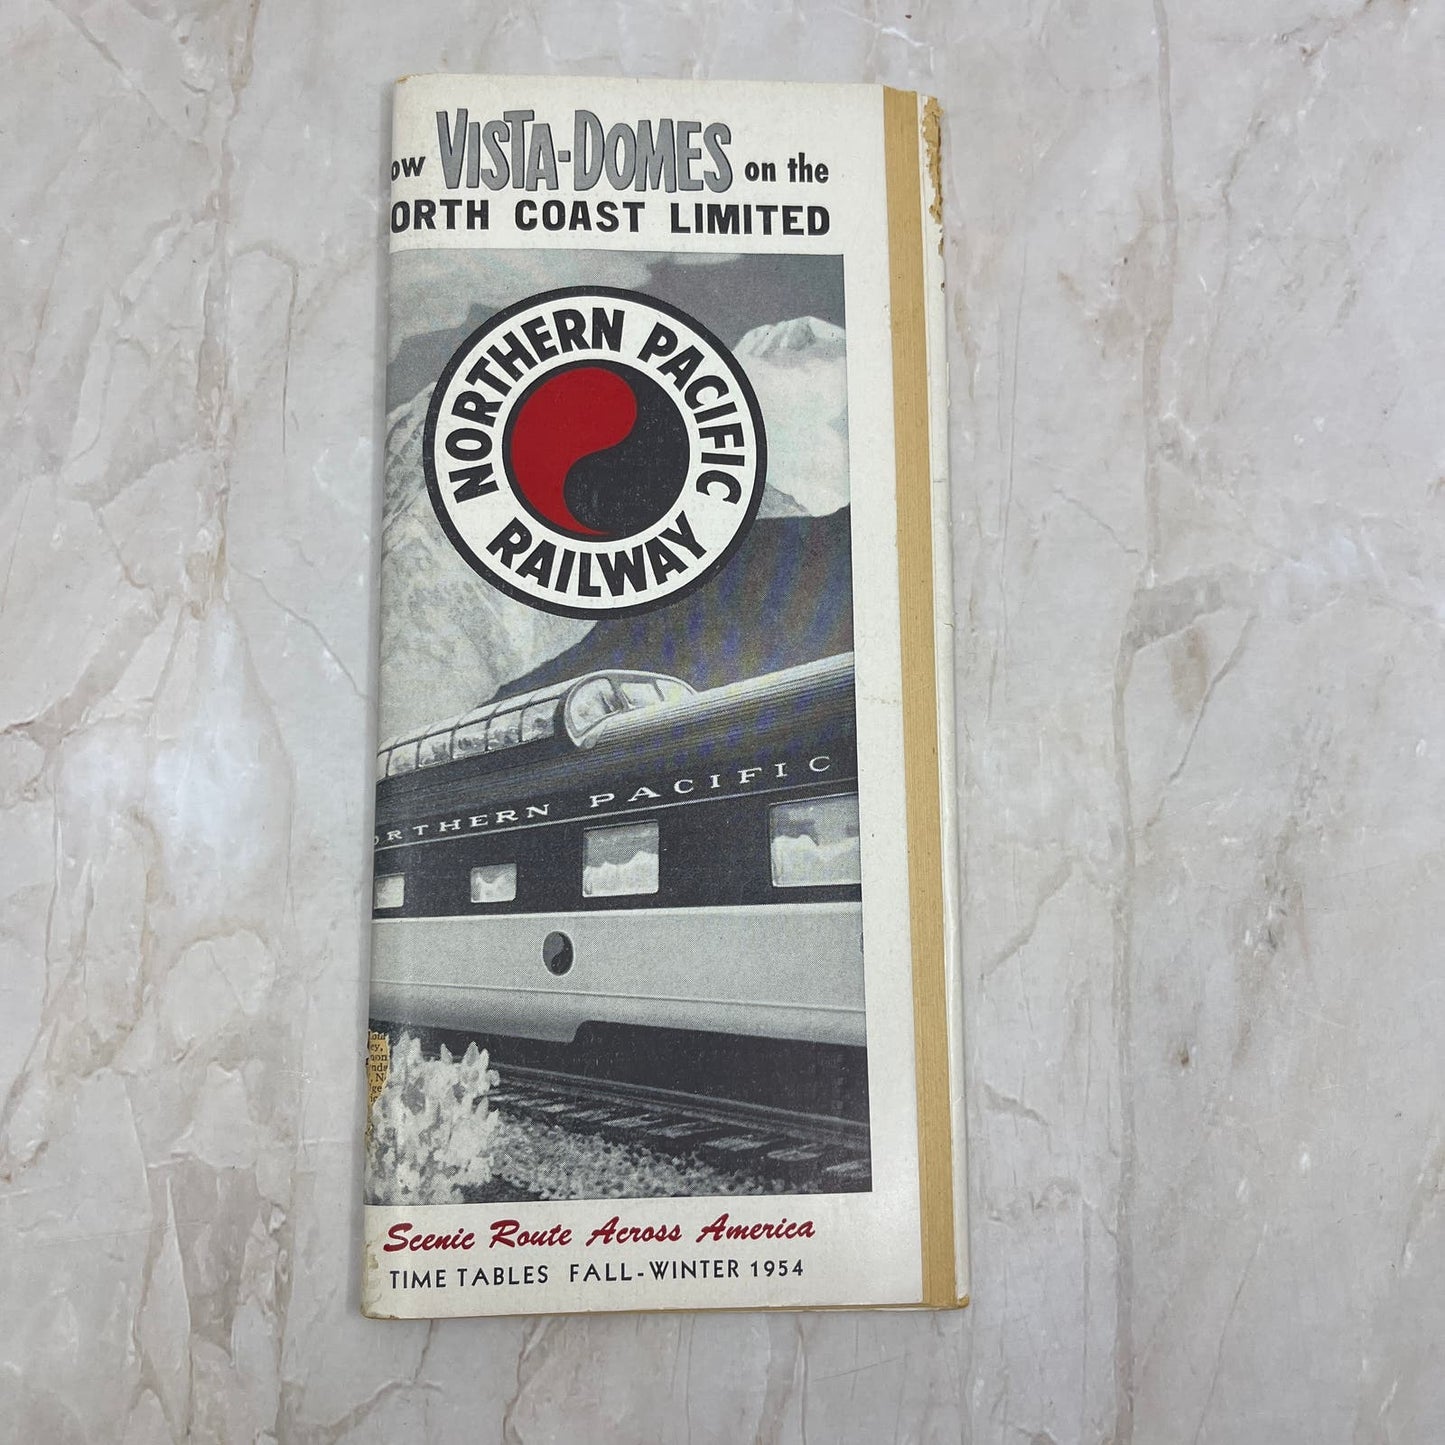 ow VISTA-DOMES on the
ORTH COAST LIMITED
NORTHERN PACIFIC
RAILWAY
ORTHERN PACIFIC
Scenic Route Across America
TIME TABLES FALL-WINTER 1954